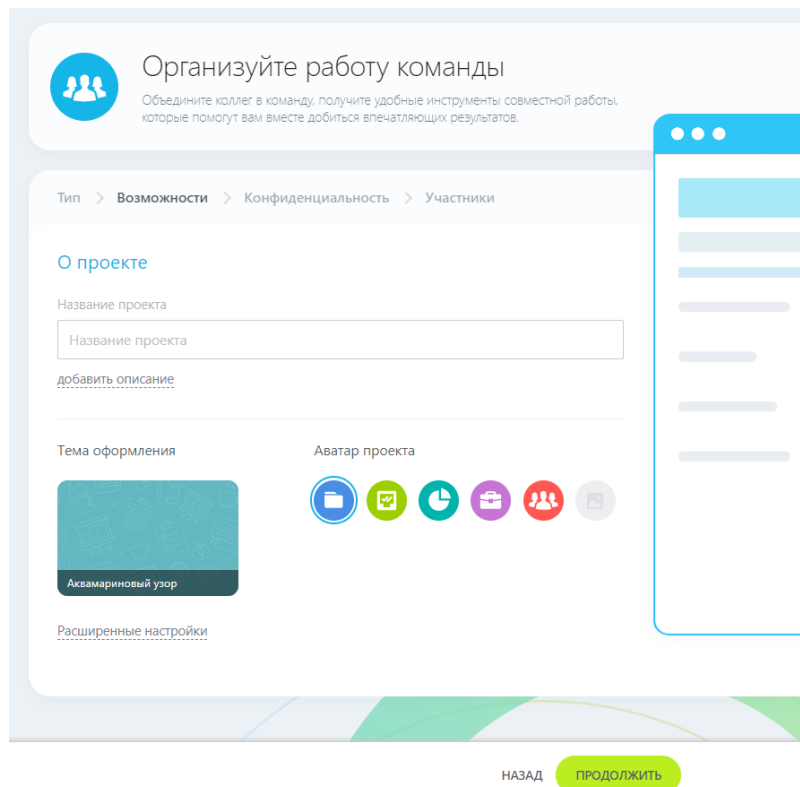 Организуйте работу команды
Объедините коллег в команду, получите удобные инструменты совместной работы,
которые помогут вам вместе добиться впечатляющих результатов.
Тип > Возможности > Конфиденциальность > Участники
О проекте
Название проекта
Название проекта
добавить описание
Тема оформления
Аватар проекта
Аквамариновый узор
Расширенные настройки
НАЗАД ПРОДОЛЖИТЬ